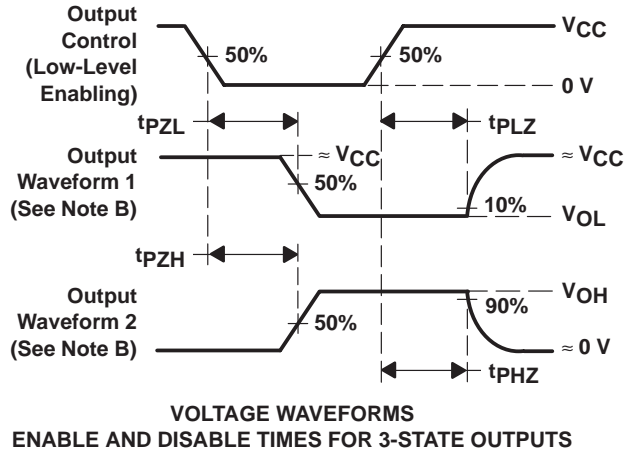 Output
Control
(Low-Level
Enabling)
50%
50%
VCC
0 V
tPZL
tPLZ
Output
Waveform 1
(See Note B)
≈ VCC
50%
≈ VCC
10%
VOL
tPZH
Output
Waveform 2
(See Note B)
50%
VOH
90%
≈ 0 V
tPHZ
VOLTAGE WAVEFORMS
ENABLE AND DISABLE TIMES FOR 3-STATE OUTPUTS